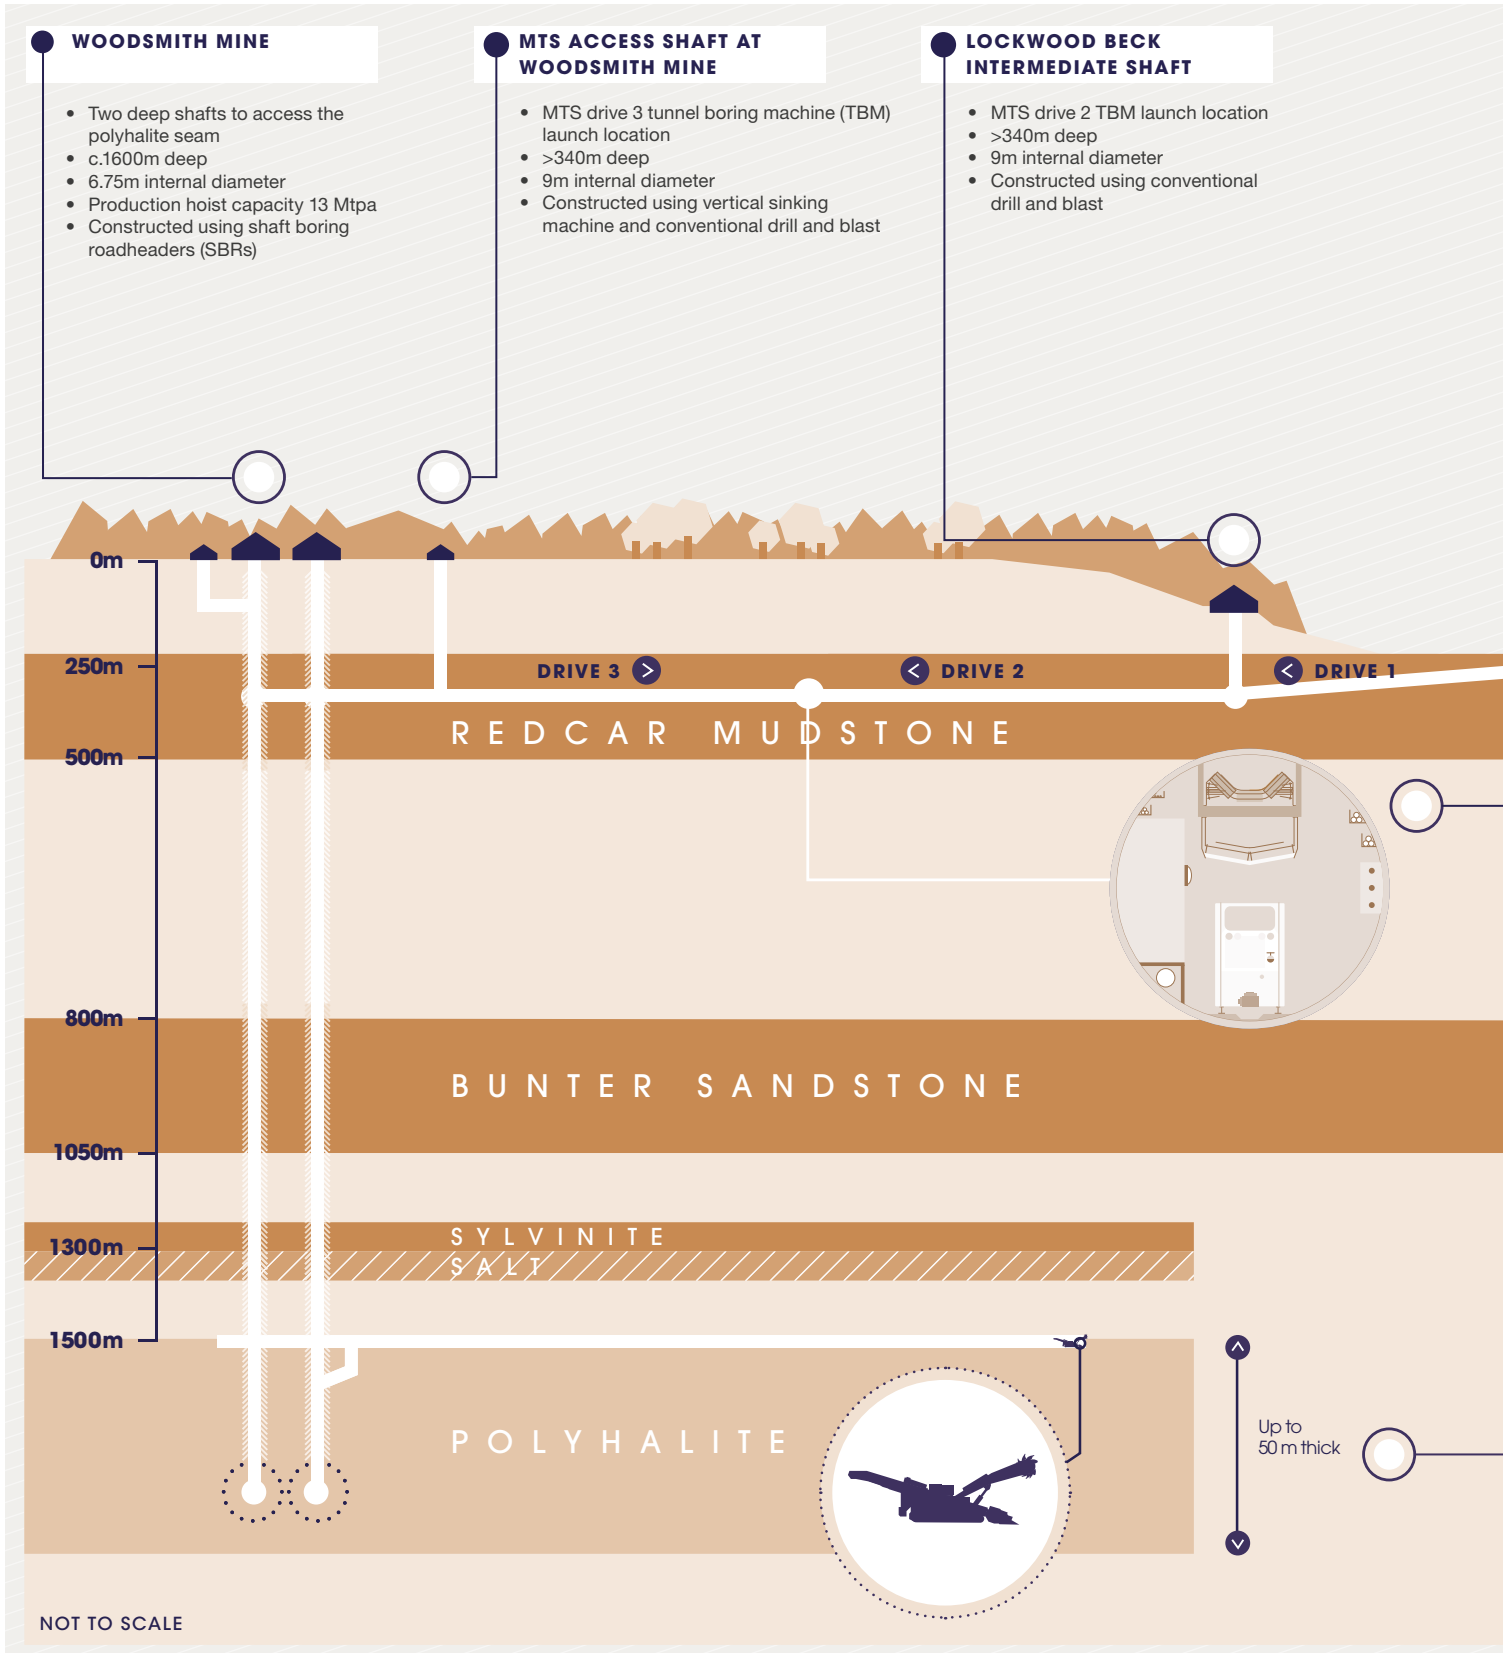 WOODSMITH MINE
• Two deep shafts to access the
polyhalite seam
• c.1600m deep
• 6.75m internal diameter
• Production hoist capacity 13 Mtpa
• Constructed using shaft boring
roadheaders (SBRs)
MTS ACCESS SHAFT AT
WOODSMITH MINE
• MTS drive 3 tunnel boring machine (TBM)
launch location
• >340m deep
• 9m internal diameter
• Constructed using vertical sinking
machine and conventional drill and blast
LOCKWOOD BECK
INTERMEDIATE SHAFT
• MTS drive 2 TBM launch location
• >340m deep
• 9m internal diameter
• Constructed using conventional
drill and blast
0m
250m
DRIVE 3
DRIVE 2
DRIVE 1
REDCAR MUDSTONE
500m
800m
BUNTER SANDSTONE
1050m
SYLVINITE
1300m
SALT
1500m
Up to
50 m thick
POLYHALITE
NOT TO SCALE